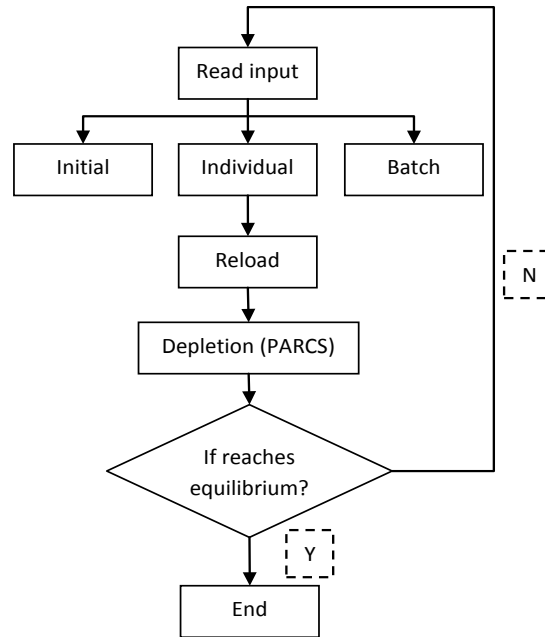 Read input
Initial
Individual
Batch
Reload
N
Depletion (PARCS)
If reaches
equilibrium?
Y
End